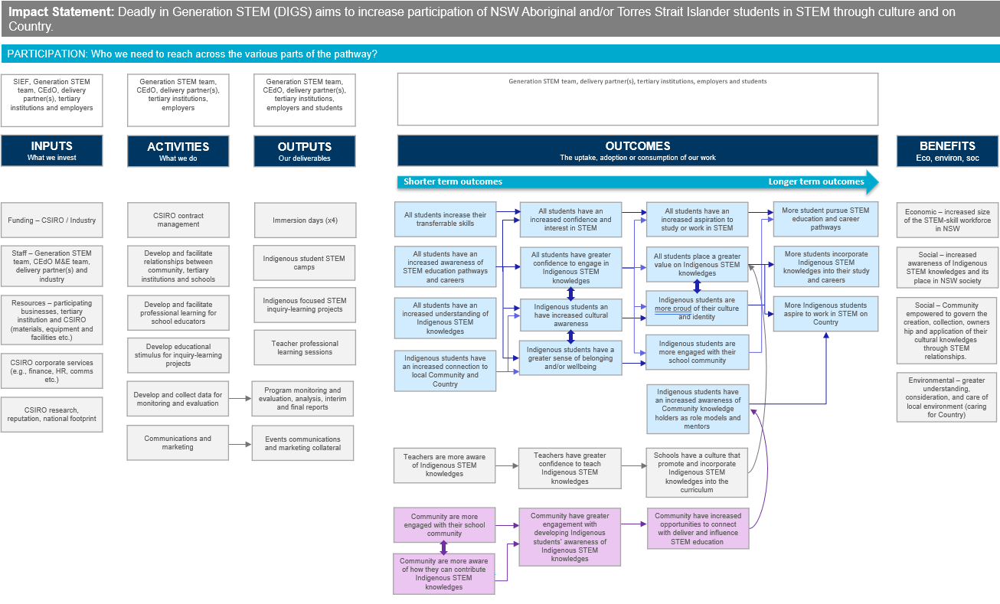 Impact Statement: Deadly in Generation STEM (DIGS) aims to increase participation of NSW Aboriginal and/or Torres Strait Islander students in STEM through culture and on
Country.
PARTICIPATION: Who we need to reach across the various parts of the pathway?
SIEF, Generation STEM
team, CEdO, delivery
partner(s), tertiary
institutions and employers
Generation STEM team,
CEdO, delivery partner(s),
tertiary institutions,
employers
Generation STEM team,
CEdO, delivery partner(s),
tertiary institutions,
employers and students
Generation STEM team, delivery partner(s), tertiary institutions, employers and students
INPUTS
What we invest
ACTIVITIES
What we do
OUTPUTS
Our deliverables
OUTCOMES
The uptake, adoption or consumption of our work
BENEFITS
Eco, environ, soc
Shorter term outcomes
Longer term outcomes
Funding – CSIRO / Industry
Staff – Generation STEM
team, CEdO M&E team,
delivery partner(s) and
industry
Resources – participating
businesses, tertiary
institution and CSIRO
(materials, equipment and
facilities etc.)
CSIRO corporate services
(e.g., finance, HR, comms
etc.)
CSIRO research,
reputation, national footprint
CSIRO contract
management
Develop and facilitate
relationships between
community, tertiary
institutions and schools
Develop and facilitate
professional learning for
school educators
Develop educational
stimulus for inquiry-learning
projects
Develop and collect data for
monitoring and evaluation
Communications and
marketing
Immersion days (x4)
Indigenous student STEM
camps
Indigenous focused STEM
inquiry-learning projects
Teacher professional
learning sessions
Program monitoring and
evaluation, analysis, interim
and final reports
Events communications
and marketing collateral
All students increase their
transferrable skills
All students have an
increased awareness of
STEM education pathways
and careers
All students have an
increased understanding of
Indigenous STEM
knowledges
Indigenous students have
an increased connection to
local Community and
Country
All students have an
increased confidence and
interest in STEM
All students have greater
confidence to engage in
Indigenous STEM
knowledges
Indigenous students an
have increased cultural
awareness
Indigenous students have a
greater sense of belonging
and/or wellbeing
All students have an
increased aspiration to
study or work in STEM
All students place a greater
value on Indigenous STEM
knowledges
Indigenous students are
more proud of their culture
and identity
Indigenous students are
more engaged with their
school community
Indigenous students have
an increased awareness of
Community knowledge
holders as role models and
mentors
More student pursue STEM
education and career
pathways
More students incorporate
Indigenous STEM
knowledges into their study
and careers
More Indigenous students
aspire to work in STEM on
Country
Teachers are more aware
of Indigenous STEM
knowledges
Teachers have greater
confidence to teach
Indigenous STEM
knowledges
Schools have a culture that
promote and incorporate
Indigenous STEM
knowledges into the
curriculum
Community are more
engaged with their school
community
Community are more aware
of how they can contribute
Indigenous STEM
knowledges
Community have greater
engagement with
developing Indigenous
students' awareness of
Indigenous STEM
knowledges
Community have increased
opportunities to connect
with deliver and influence
STEM education
Economic – increased size
of the STEM-skill workforce
in NSW
Social – increased
awareness of Indigenous
STEM knowledges and its
place in NSW society
Social – Community
empowered to govern the
creation, collection, owners
hip and application of their
cultural knowledges
through STEM
relationships.
Environmental – greater
understanding,
consideration, and care of
local environment (caring
for Country)